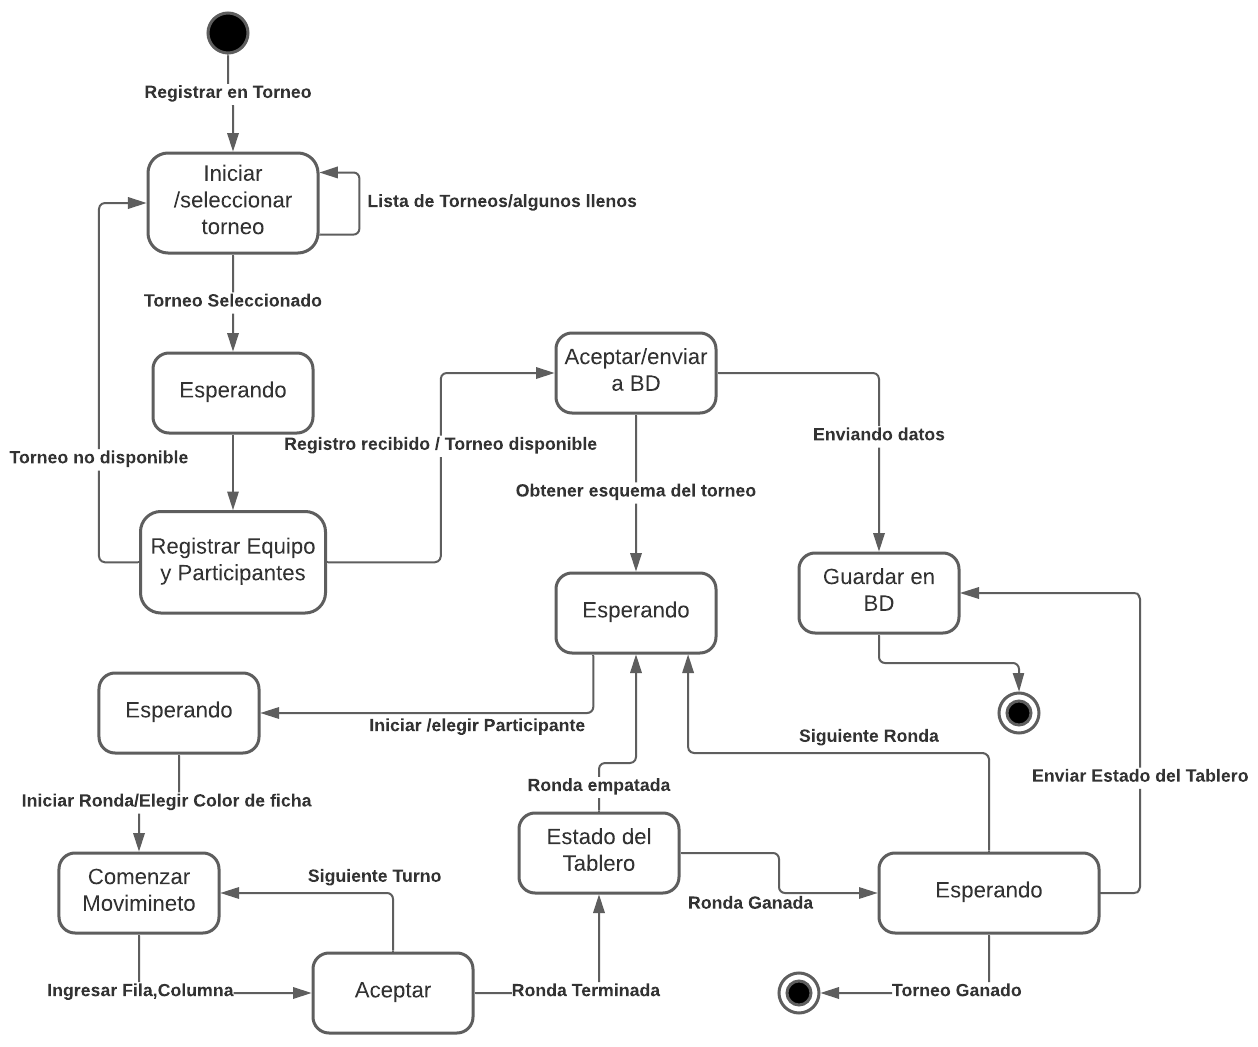 Registrar en Torneo
Iniciar
/seleccionar
torneo
Lista de Torneos/algunos llenos
Torneo Seleccionado
Esperando
Aceptar/enviar
a BD
Registro recibido / Torneo disponible
Enviando datos
Torneo no disponible
Obtener esquema del torneo
Registrar Equipo
y Participantes
Esperando
Guardar en
BD
Esperando
Iniciar /elegir Participante
Siguiente Ronda
Enviar Estado del Tablero
Ronda empatada
Iniciar Ronda/Elegir Color de ficha
Estado del
Tablero
Comenzar
Movimineto
Siguiente Turno
Ronda Ganada
Esperando
Ingresar Fila,Columna
Aceptar
Ronda Terminada
Torneo Ganado